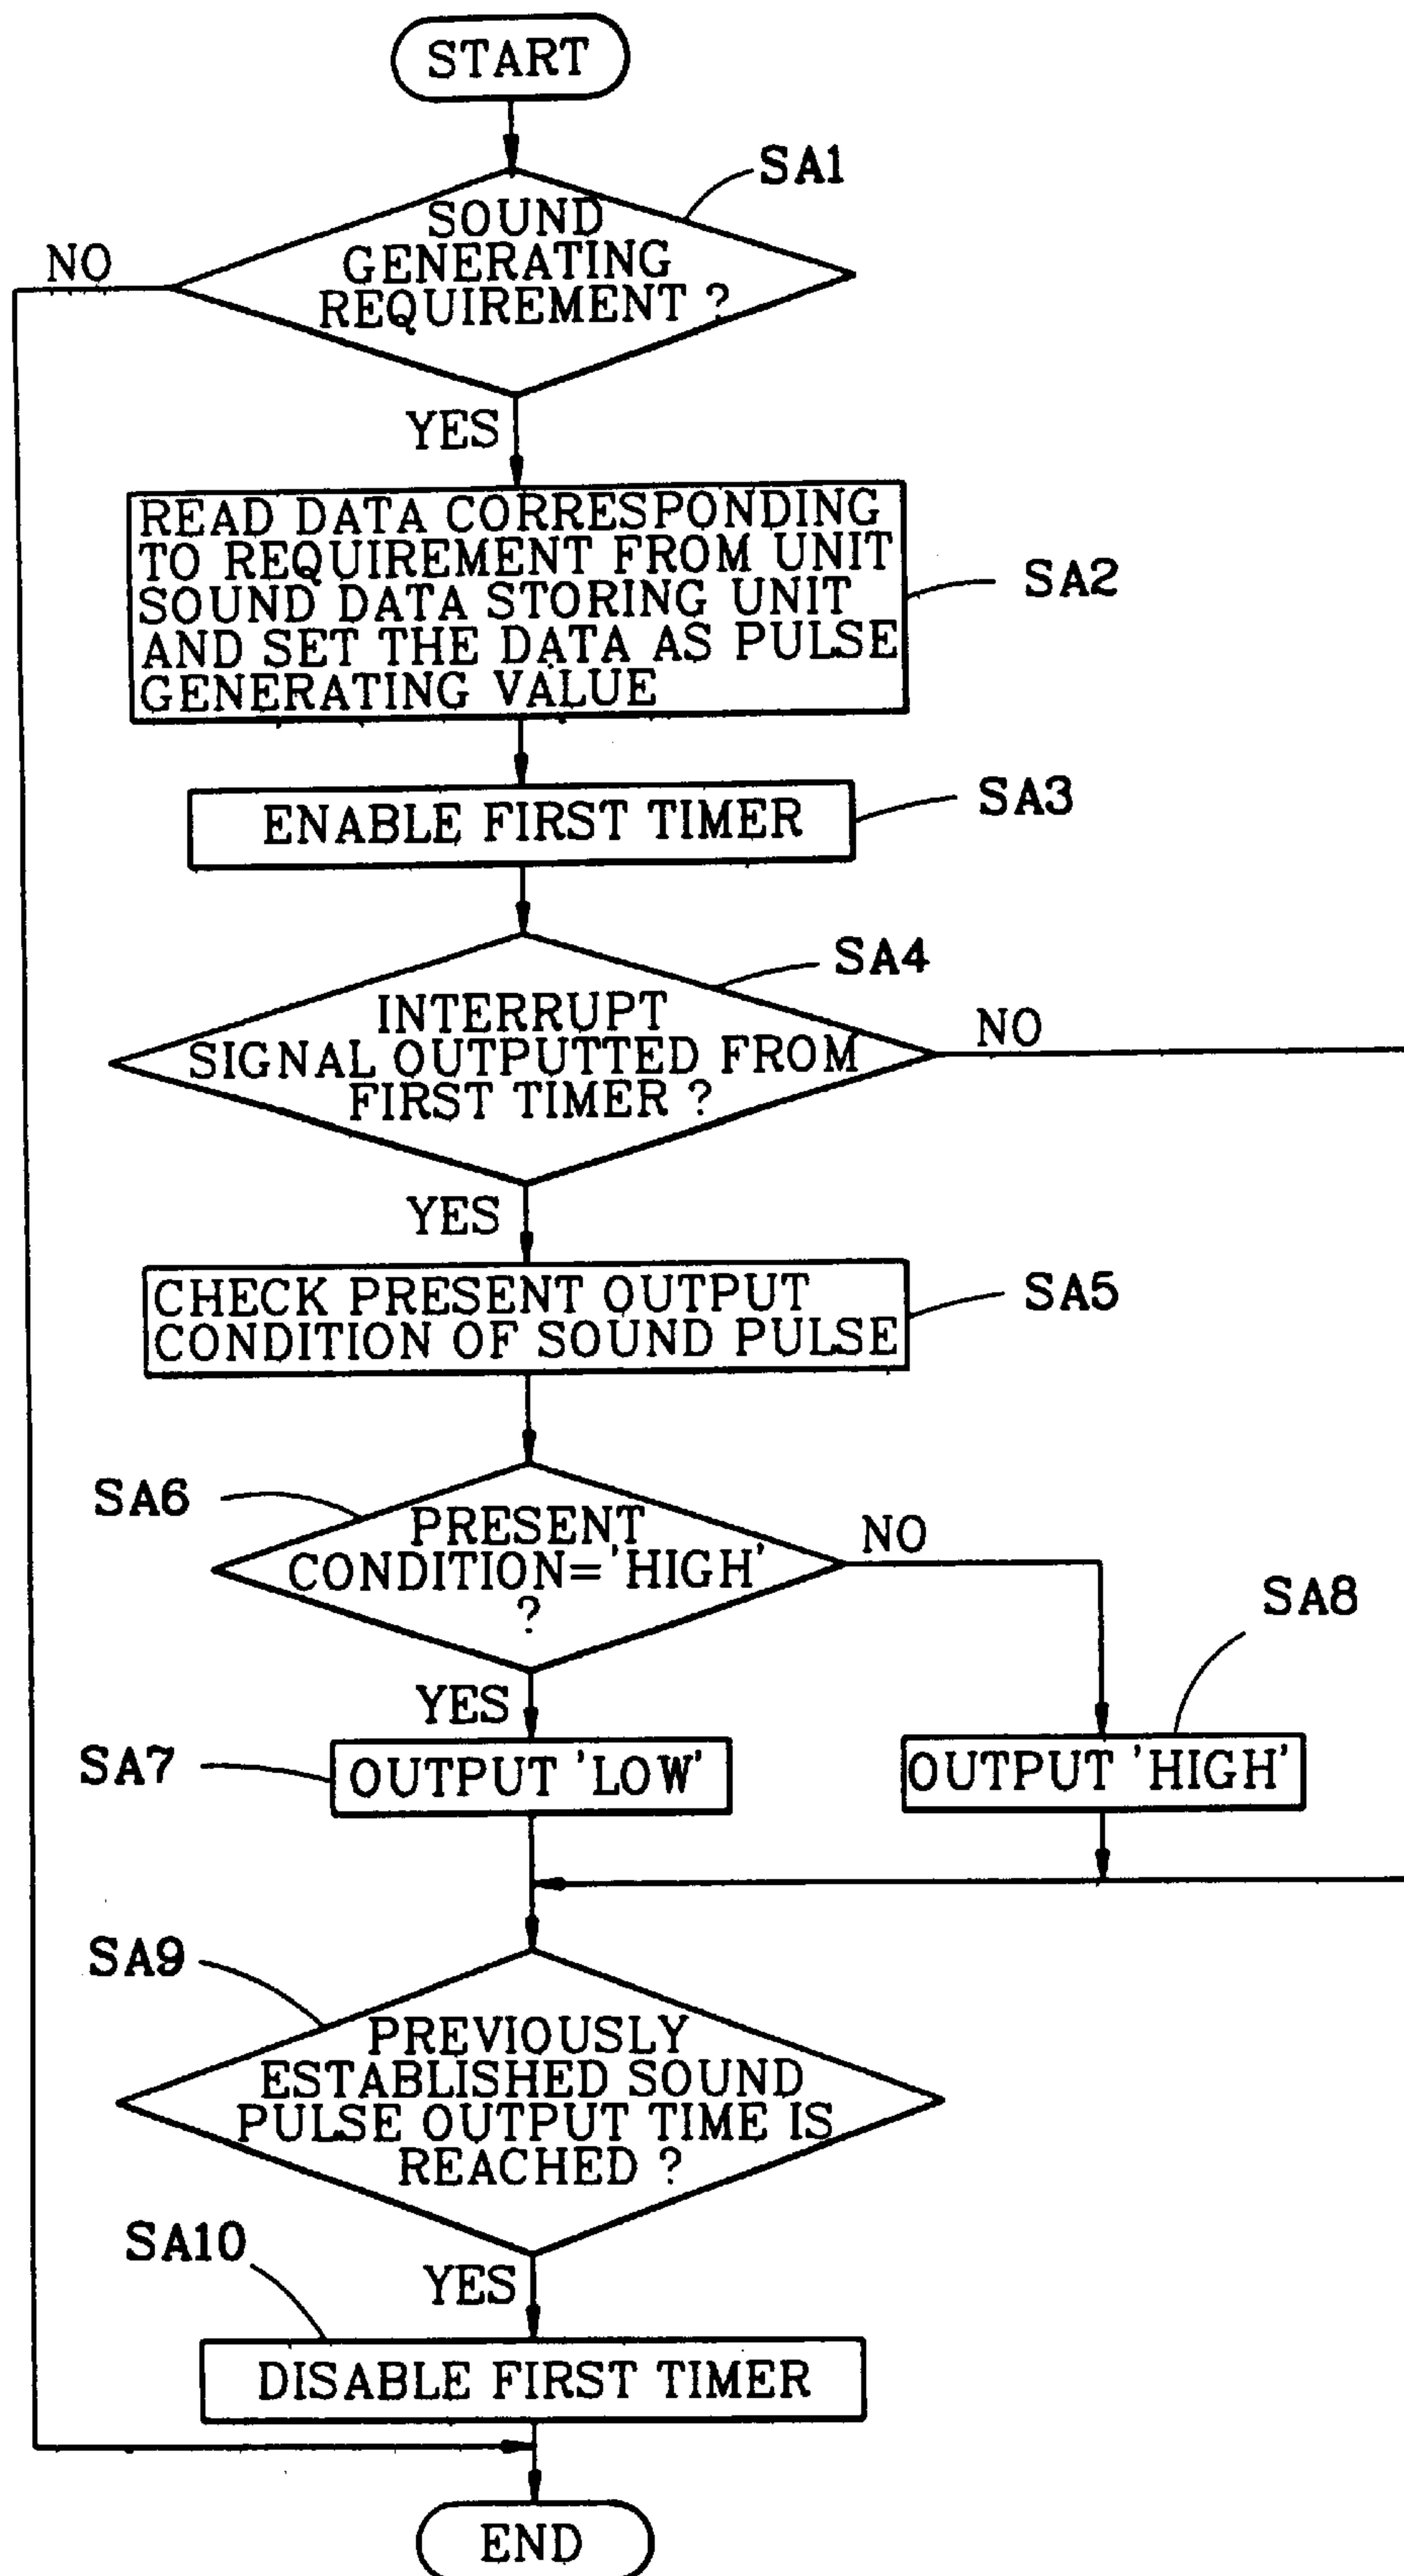 START
SA1
SOUND
GENERATING
REQUIREMENT ?
NO
YES
READ DATA CORRESPONDING
TO REQUIREMENT FROM UNIT
SOUND DATA STORING UNIT
AND SET THE DATA AS PULSE
GENERATING VALUE
SA2
ENABLE FIRST TIMER
SA3
SA4
INTERRUPT
SIGNAL OUTPUTTED FROM
FIRST TIMER ?
NO
YES
CHECK PRESENT OUTPUT
CONDITION OF SOUND PULSE
SA5
SA6
PRESENT
CONDITION='HIGH'
?
NO
YES
SA8
SA7
OUTPUT 'LOW'
OUTPUT 'HIGH'
SA9
PREVIOUSLY
ESTABLISHED SOUND
PULSE OUTPUT TIME IS
REACHED ?
SA10
YES
DISABLE FIRST TIMER
END